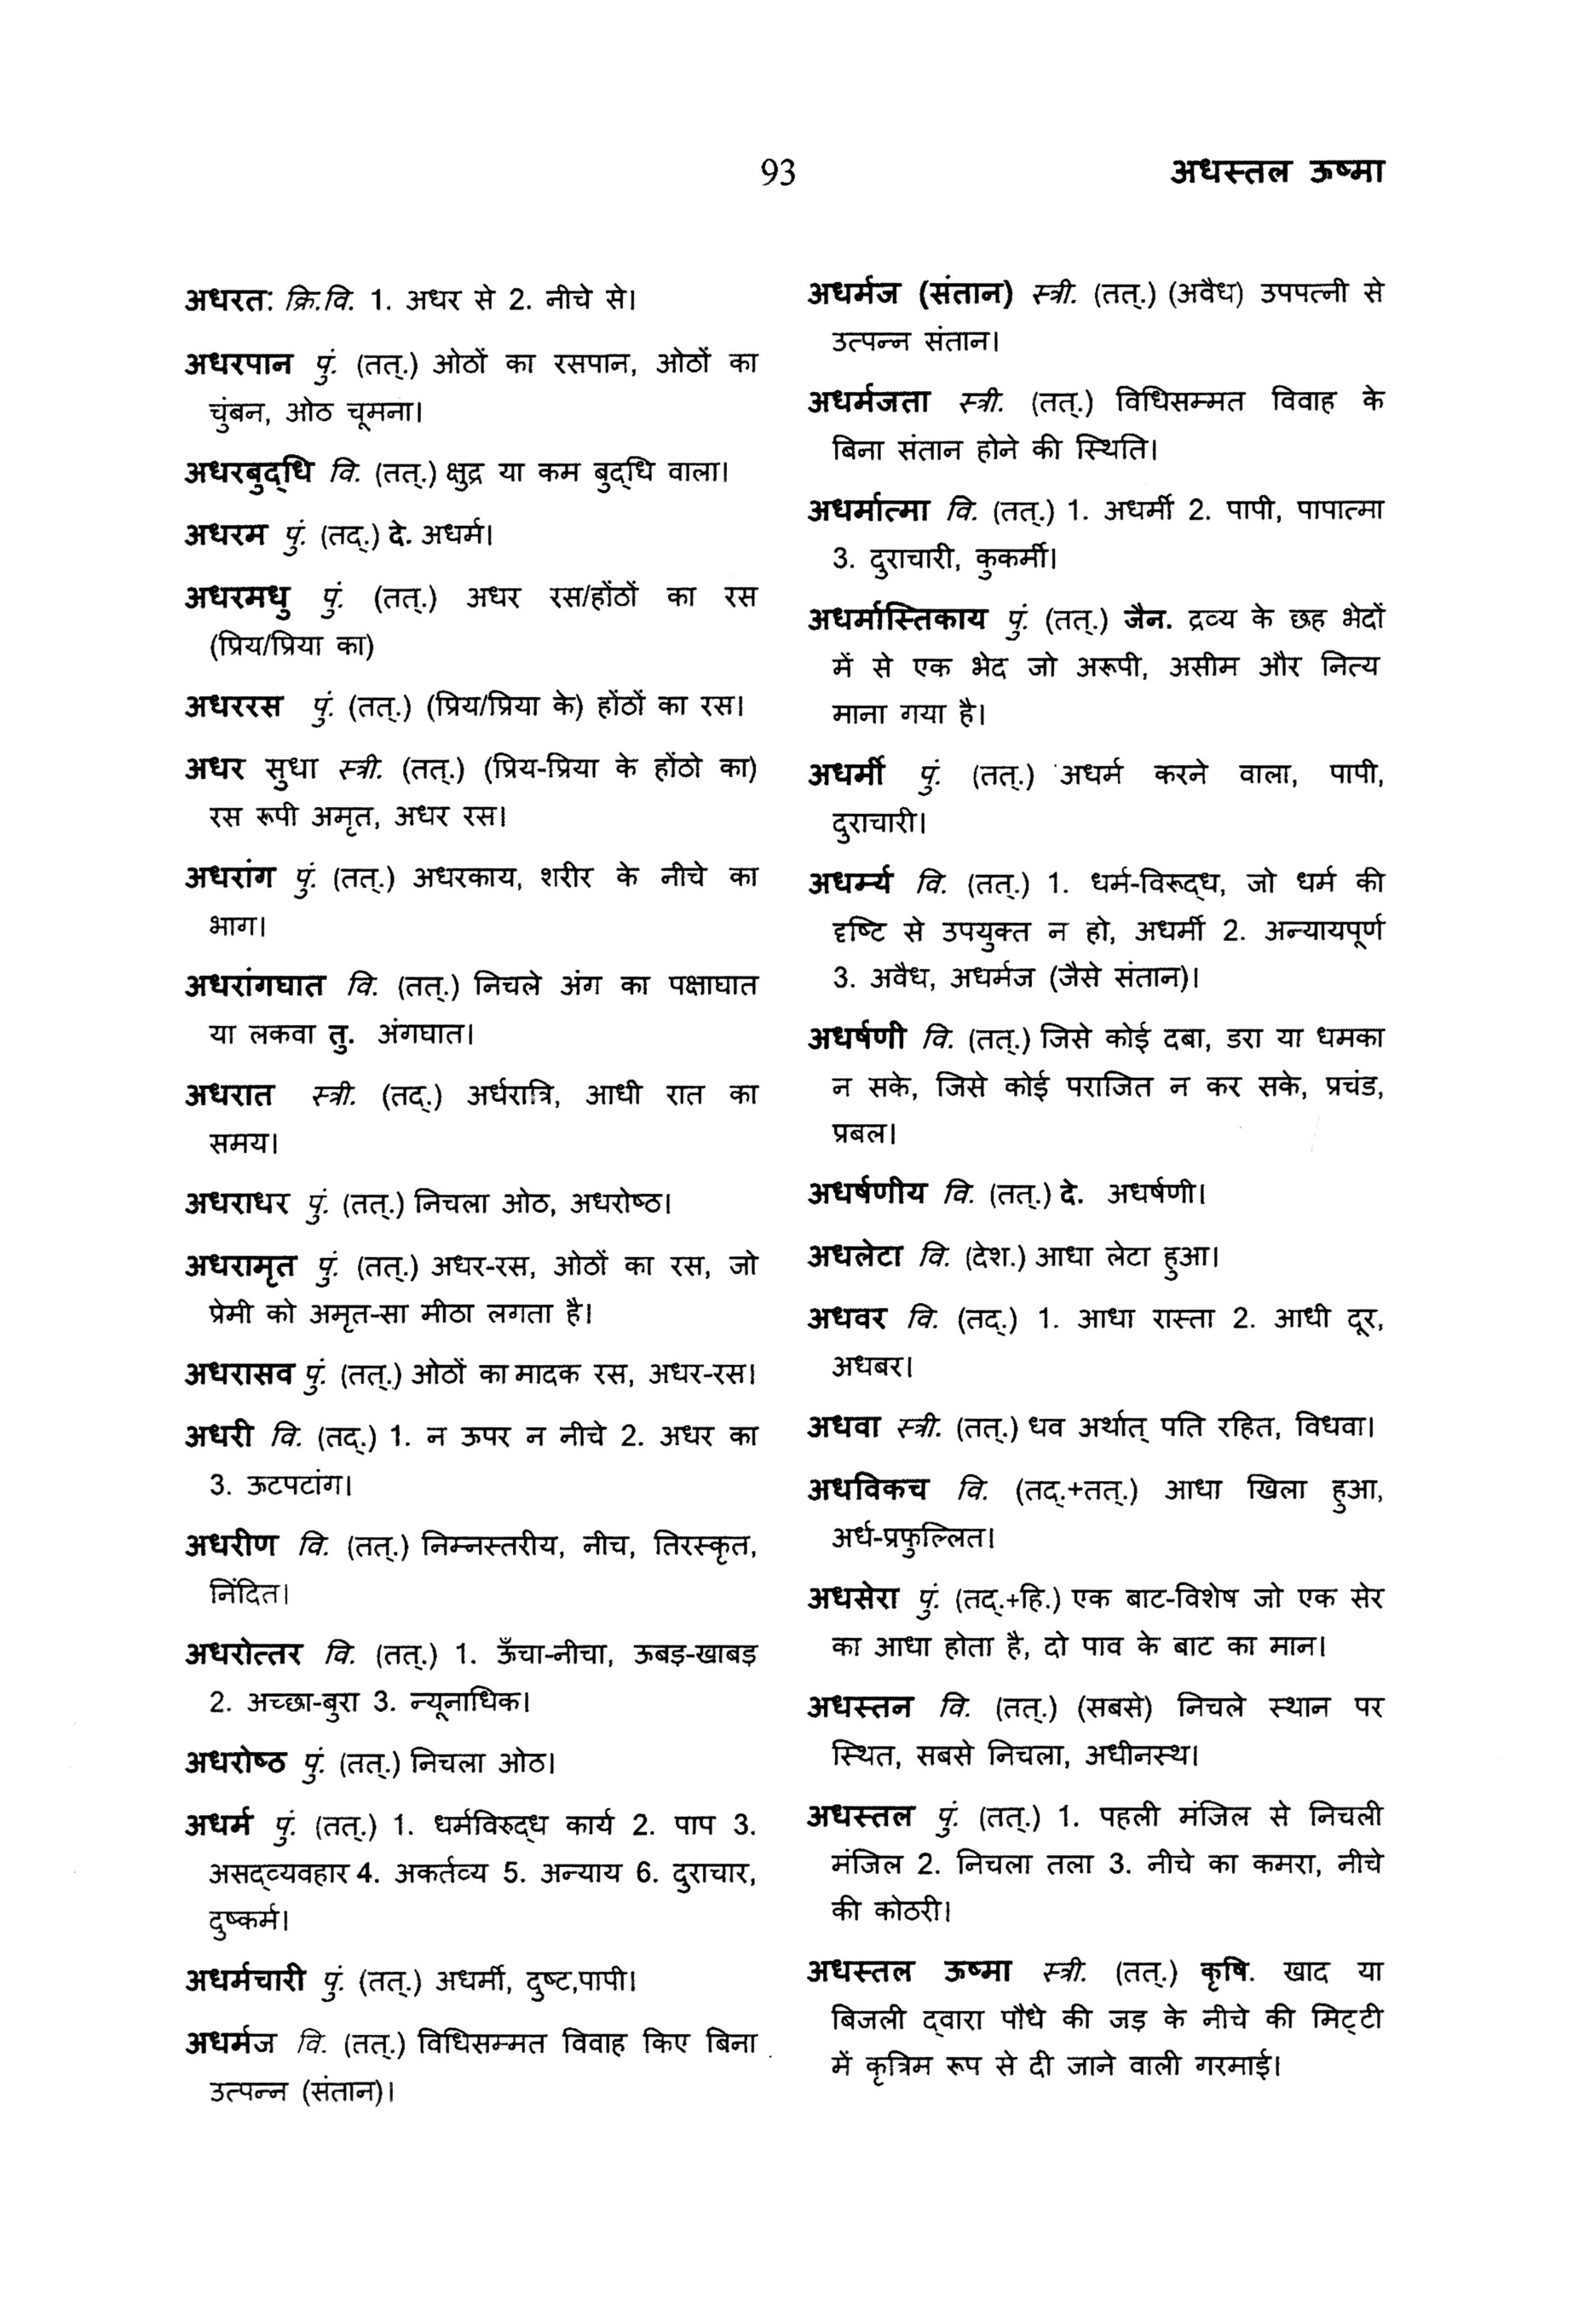 93
अधस्तल ऊष्मा
अधरत: क्रि.वि. 1. अधर से 2. नीचे से।
अधरपान पुं. (तत्.) ओठों का रसपान, ओठों का
चुंबन, ओठ चूमना।
अधरबुद्धि वि. (तत्.) क्षुद्र या कम बुद्धि वाला।
अधरम पुं. (तद्.) दे. अधर्म।
अधरमधु पुं. (तत्.) अधर रस/होंठों का रस
(प्रिय/प्रिया का)
अधररस पुं. (तत्.) (प्रिय/प्रिया के) होंठों का रस।
अधर सुधा स्त्री. (तत्.) (प्रिय-प्रिया के होंठो का)
रस रूपी अमृत, अधर रस।
अधरांग पुं. (तत्.) अधरकाय, शरीर के नीचे का
भाग।
अधरांगघात वि. (तत्.) निचले अंग का पक्षाघात
या लकवा तु. अंगघात।
अधरात स्त्री. (तद्.) अर्धरात्रि, आधी रात का
समय।
अधराधर पुं. (तत्.) निचला ओठ, अधरोष्ठ।
अधरामृत पुं. (तत्.) अधर-रस, ओठों का रस, जो
प्रेमी को अमृत-सा मीठा लगता है।
अधरासव पुं. (तत्.) ओठों का मादक रस, अधर-रस।
अधरी वि. (तद्.) 1. न ऊपर न नीचे 2. अधर का
3. ऊटपटांग।
अधरीण वि. (तत्.) निम्नस्तरीय, नीच, तिरस्कृत,
निंदित।
अधरोत्तर वि. (तत्.) 1. ऊँचा-नीचा, ऊबड़-खाबड़
2. अच्छा-बुरा 3. न्यूनाधिक।
अधरोष्ठ पुं. (तत्.) निचला ओठ।
अधर्म पुं. (तत्.) 1. धर्मविरुद्ध कार्य 2. पाप 3.
असद्व्यवहार 4. अकर्तव्य 5. अन्याय 6. दुराचार,
दुष्कर्म।
अधर्मचारी पुं. (तत्.) अधर्मी, दुष्ट,पापी।
अधर्मज वि. (तत्.) विधिसम्मत विवाह किए बिना
उत्पन्न (संतान)।
अधर्मज (संतान) स्त्री. (तत्.) (अवैध) उपपत्नी से
उत्पन्न संतान।
अधर्मजता स्त्री. (तत्.) विधिसम्मत विवाह के
बिना संतान होने की स्थिति।
अधर्मात्मा वि. (तत्.) 1. अधर्मी 2. पापी, पापात्मा
3. दुराचारी, कुकर्मी।
अधर्मास्तिकाय पुं. (तत्.) जैन. द्रव्य के छह भेदों
में से एक भेद जो अरूपी, असीम और नित्य
माना गया है।
अधर्मी पुं. (तत्.) अधर्म करने वाला, पापी,
दुराचारी।
अधर्म्य वि. (तत्.) 1. धर्म-विरूद्ध, जो धर्म की
दृष्टि से उपयुक्त न हो, अधर्मी 2. अन्यायपूर्ण
3. अवैध, अधर्मज (जैसे संतान)।
अधर्षणी वि. (तत्.) जिसे कोई दबा, डरा या धमका
न सके, जिसे कोई पराजित न कर सके, प्रचंड,
प्रबल।
अधर्षणीय वि. (तत्.) दे. अधर्षणी।
अधलेटा वि. (देश.) आधा लेटा हुआ।
अधवर वि. (तद्.) 1. आधा रास्ता 2. आधी दूर,
अधबर।
अधवा स्त्री. (तत्.) धव अर्थात् पति रहित, विधवा।
अधविकच वि. (तद्.+तत्.) आधा खिला हुआ,
अर्ध-प्रफुल्लित।
अधसेरा पुं. (तद्.+हि.) एक बाट-विशेष जो एक सेर
का आधा होता है, दो पाव के बाट का मान।
अधस्तन वि. (तत्.) (सबसे) निचले स्थान पर
स्थित, सबसे निचला, अधीनस्थ।
अधस्तल पुं. (तत्.) 1. पहली मंजिल से निचली
मंजिल 2. निचला तला 3. नीचे का कमरा, नीचे
की कोठरी।
अधस्तल ऊष्मा स्त्री. (तत्.) कृषि. खाद या
बिजली द्वारा पौधे की जड़ के नीचे की मिट्टी
में कृत्रिम रूप से दी जाने वाली गरमाई।